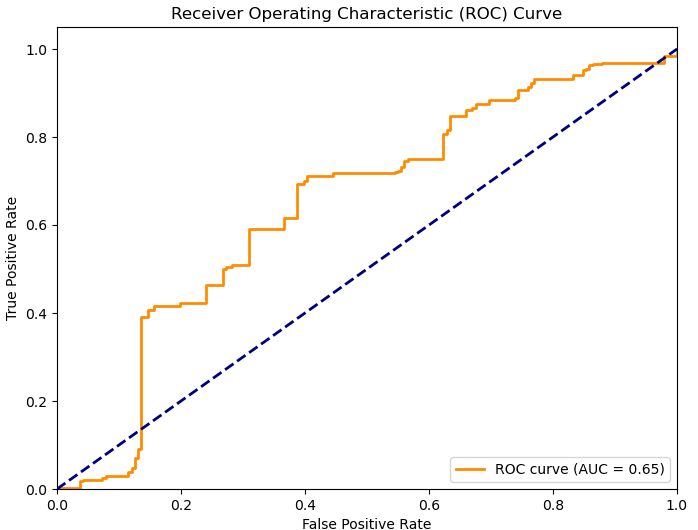 Receiver Operating Characteristic (ROC) Curve
1.0
0.8
0.6
0.4
0.2
0.0
True Positive Rate
ROC curve (AUC = 0.65)
0.0 0.2 0.4 0.6 0.8 1.0
False Positive Rate